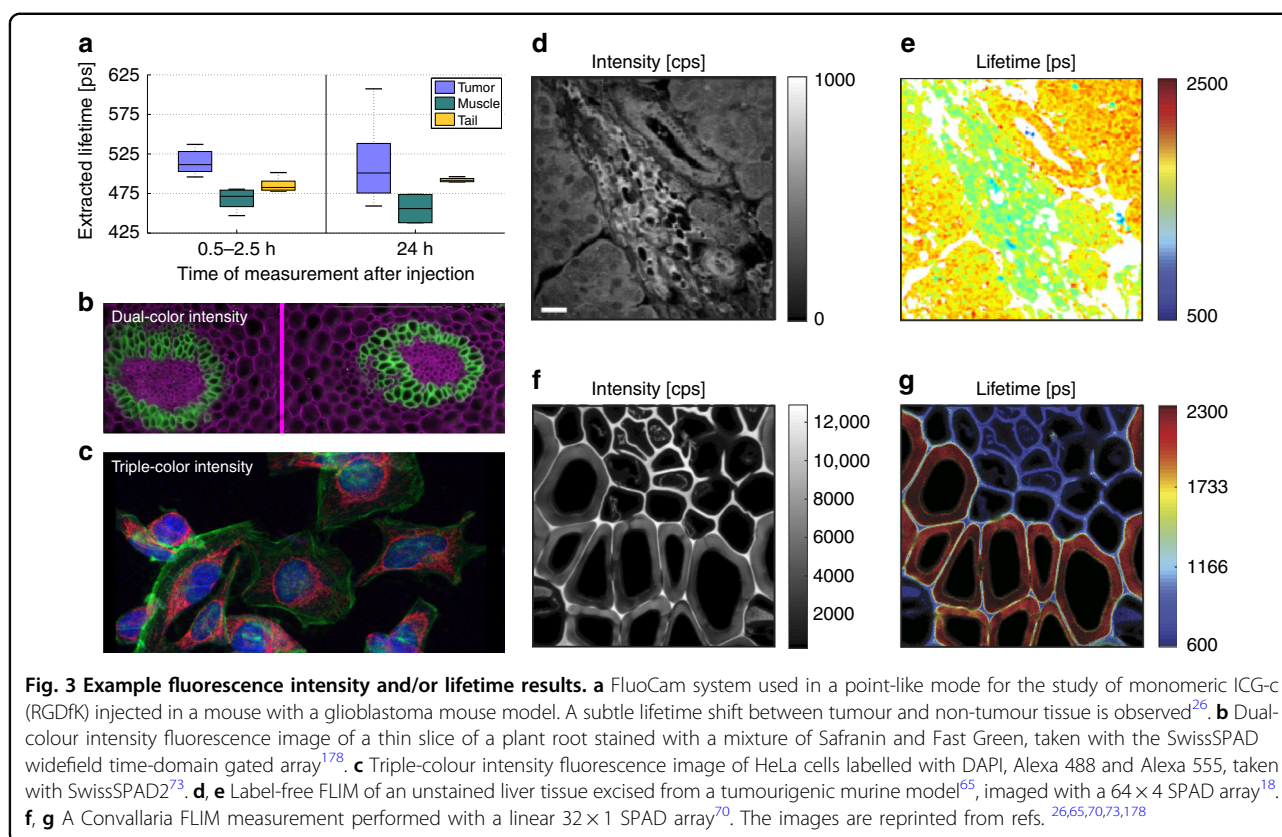 a
Extracted lifetime [ps]
625
575
525
475
425
Tumor
Muscle
Tail
0.5–2.5 h
24 h
Time of measurement after injection
b
Dual-color intensity
c
Triple-color intensity
d
Intensity [cps]
1000
0
e
Lifetime [ps]
2500
500
f
Intensity [cps]
12,000
10,000
8000
6000
4000
2000
g
Lifetime [ps]
2300
1733
1166
600
Fig. 3 Example fluorescence intensity and/or lifetime results. a FluoCam system used in a point-like mode for the study of monomeric ICG-c
(RGDfK) injected in a mouse with a glioblastoma mouse model. A subtle lifetime shift between tumour and non-tumour tissue is observed26. b Dual-
colour intensity fluorescence image of a thin slice of a plant root stained with a mixture of Safranin and Fast Green, taken with the SwissSPAD
widefield time-domain gated array178. c Triple-colour intensity fluorescence image of HeLa cells labelled with DAPI, Alexa 488 and Alexa 555, taken
with SwissSPAD273. d, e Label-free FLIM of an unstained liver tissue excised from a tumourigenic murine model65, imaged with a 64 × 4 SPAD array18.
f, g A Convallaria FLIM measurement performed with a linear 32 × 1 SPAD array70. The images are reprinted from refs. 26,65,70,73,178